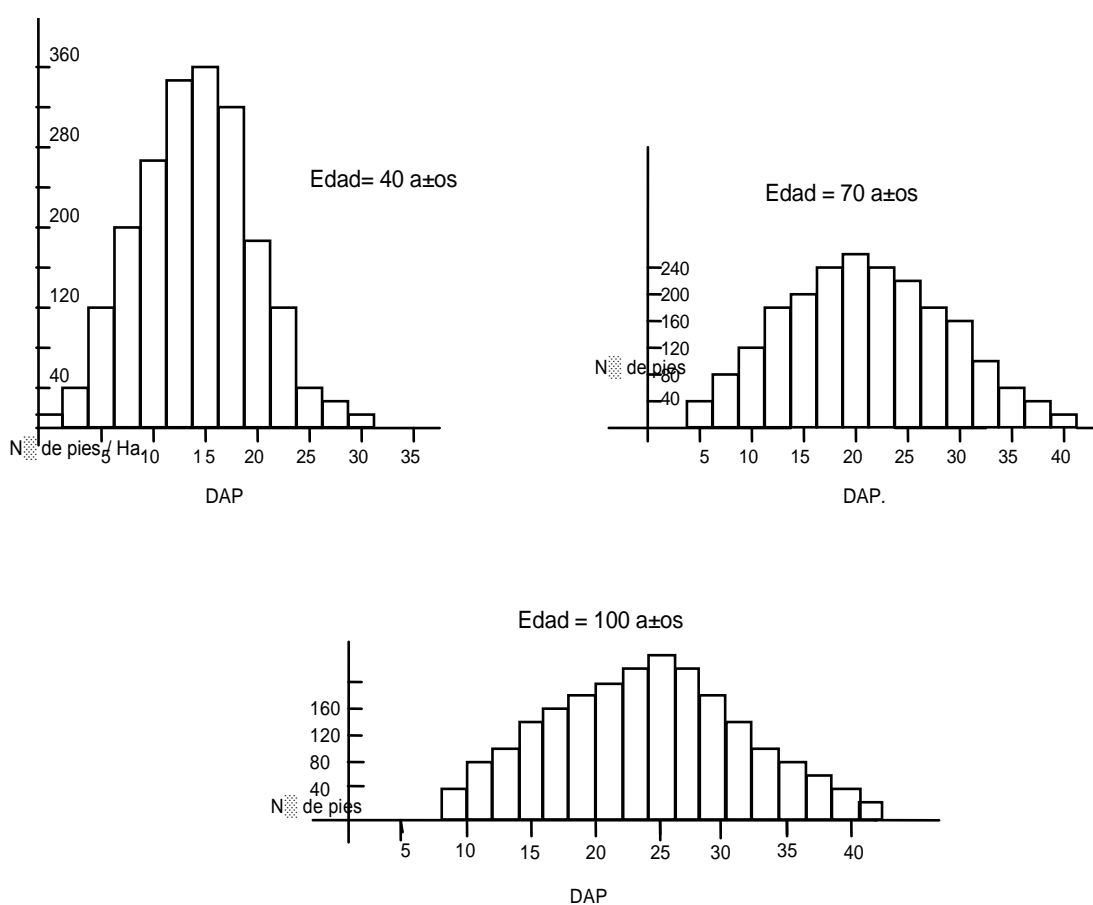 360
280
200
120
40
Edad= 40 a±os
N░ de pies / Ha
5 10 15 20 25 30 35
DAP
Edad = 70 a±os
240
200
160
120
80
40
N░ de pies
5 10 15 20 25 30 35 40
DAP.
Edad = 100 a±os
160
120
80
40
N░ de pies
5 10 15 20 25 30 35 40
DAP